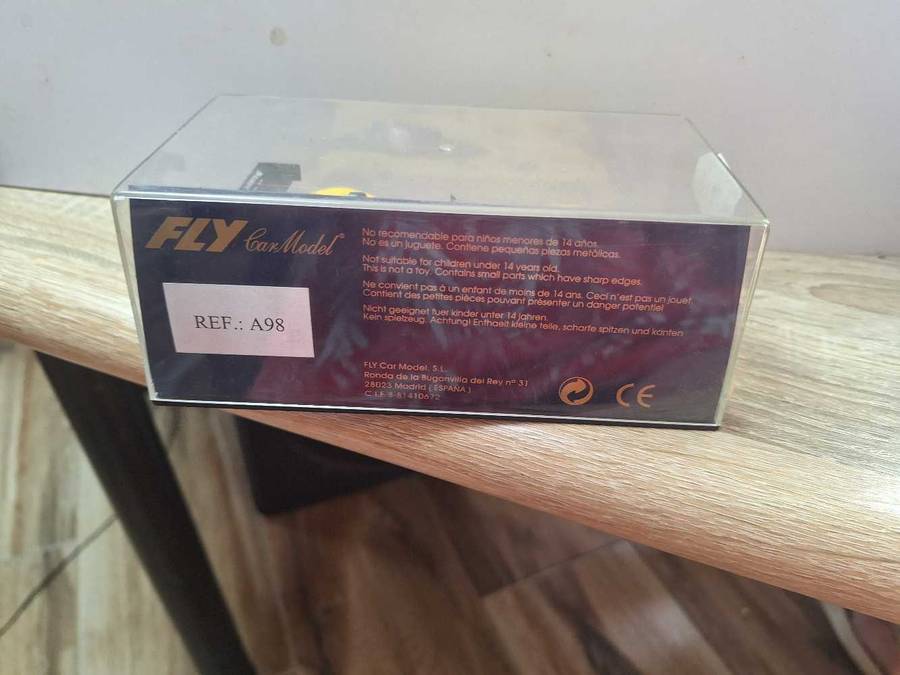 FLY Car Model®
REF.: A98
No recomendable para niños menores de 14 años.
No es un juguete. Contiene pequeñas piezas metálicas.
Not suitable for children under 14 years old.
This is not a toy. Contains small parts which have sharp edges.
Ne convient pas à un enfant de moins de 14 ans. Ceci n'est pas un jouet.
Contient des petites pièces pouvant présenter un danger potentiel
Nicht geeignet fuer kinder unter 14 jahren.
Kein spielzeug. Achtung! Enthaelt kleine teile, scharfe spitzen und kanten
FLY Car Model, S.L.
Ronda de la Buganvilla del Rey nº 31
28023 Madrid ( ESPAÑA )
C.I.F. B-81410672
CE